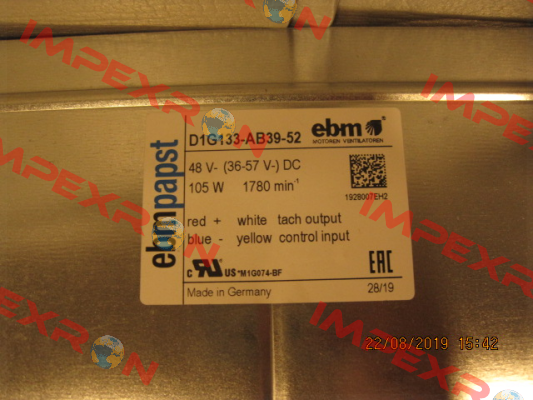 ebmpapst
D1G133-AB39-52
ebm
MOTOREN VENTILATOREN
48 V- (36-57 V-) DC
105 W 1780 min⁻¹
1928007EH2
red + white tach output
blue - yellow control input
C RU US *M1G074-BF
EAC
Made in Germany
28/19
22/08/2019 15:42
IMPEXRON
IMPEXRON
IMPEXRON
IMPEXRON